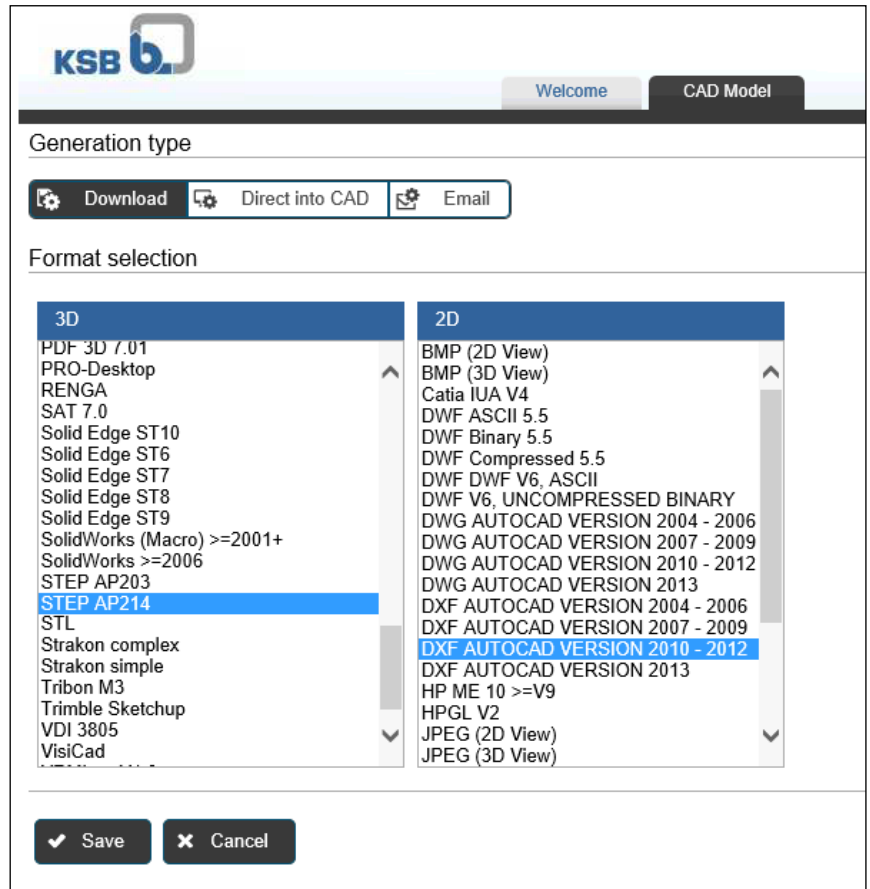 KSB b.
Welcome
CAD Model
Generation type
Download
Direct into CAD
Email
Format selection
3D
PDF 3D 7.01
PRO-Desktop
RENGA
SAT 7.0
Solid Edge ST10
Solid Edge ST6
Solid Edge ST7
Solid Edge ST8
Solid Edge ST9
SolidWorks (Macro) >=2001+
SolidWorks >=2006
STEP AP203
STEP AP214
STL
Strakon complex
Strakon simple
Tribon M3
Trimble Sketchup
VDI 3805
VisiCad
2D
BMP (2D View)
BMP (3D View)
Catia IUA V4
DWF ASCII 5.5
DWF Binary 5.5
DWF Compressed 5.5
DWF DWF V6, ASCII
DWF V6, UNCOMPRESSED BINARY
DWG AUTOCAD VERSION 2004 - 2006
DWG AUTOCAD VERSION 2007 - 2009
DWG AUTOCAD VERSION 2010 - 2012
DWG AUTOCAD VERSION 2013
DXF AUTOCAD VERSION 2004 - 2006
DXF AUTOCAD VERSION 2007 - 2009
DXF AUTOCAD VERSION 2010 - 2012
DXF AUTOCAD VERSION 2013
HP ME 10 >=V9
HPGL V2
JPEG (2D View)
JPEG (3D View)
Save
Cancel